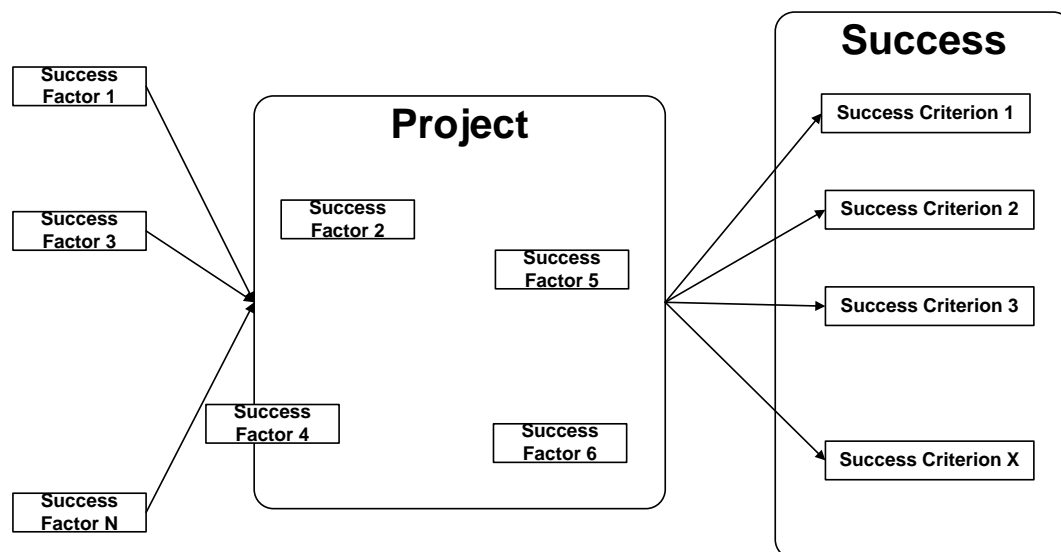 Success
Factor 1
Success
Factor 3
Success
Factor N
Project
Success
Factor 2
Success
Factor 5
Success
Factor 4
Success
Factor 6
Success
Success Criterion 1
Success Criterion 2
Success Criterion 3
Success Criterion X